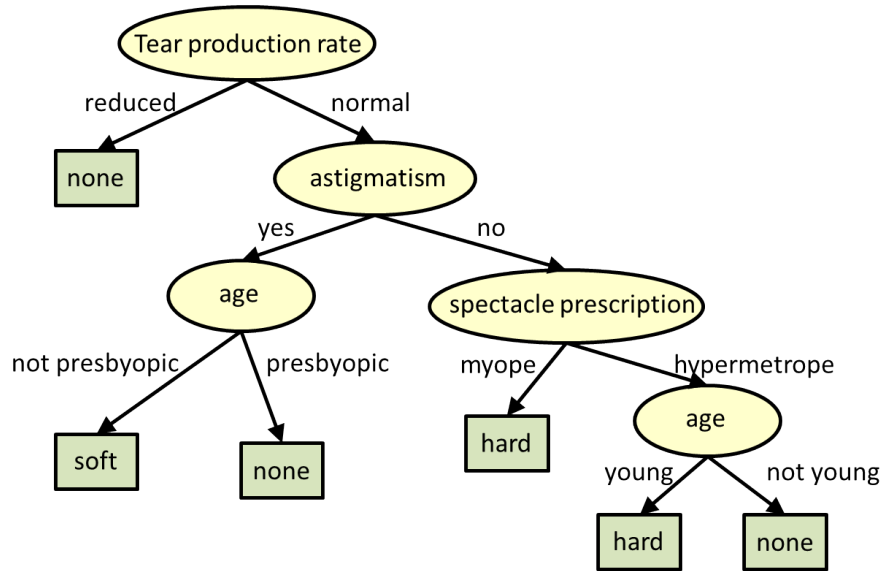 Tear production rate
reduced
normal
none
astigmatism
yes
no
age
spectacle prescription
not presbyopic
presbyopic
myope
hypermetrope
age
soft
none
hard
young
not young
hard
none